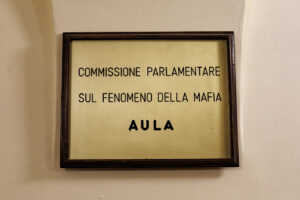 COMMISSIONE PARLAMENTARE
SUL FENOMENO DELLA MAFIA
AULA